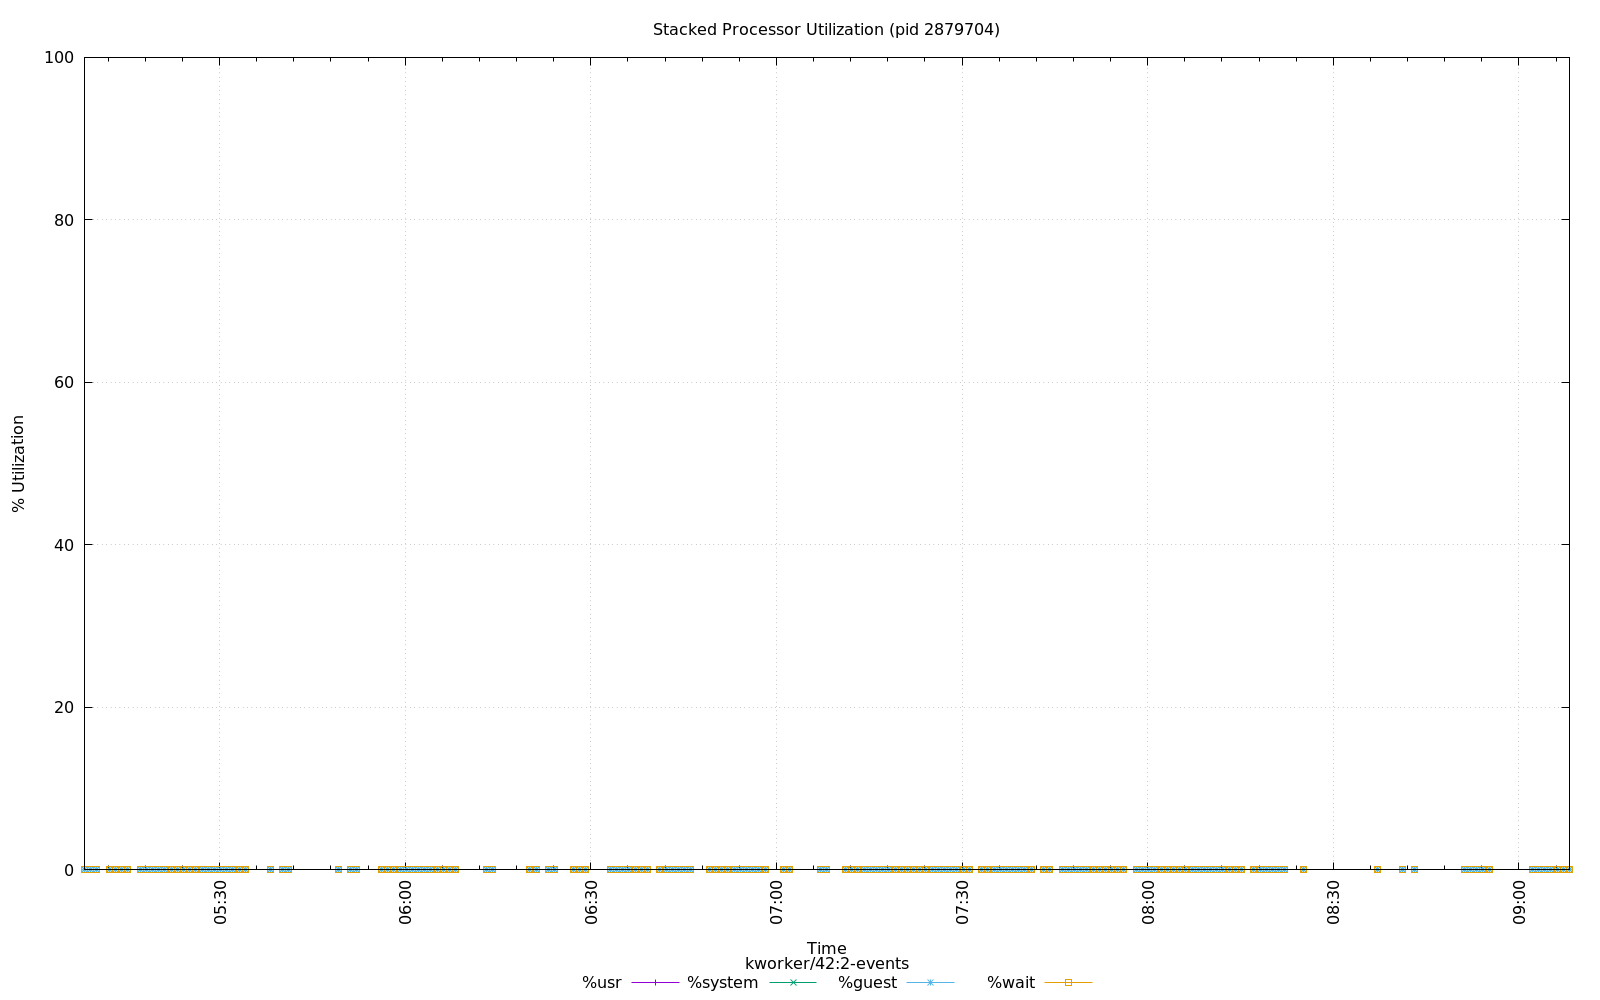 Stacked Processor Utilization (pid 2879704)
100
80
60
40
20
0
% Utilization
05:30
06:00
06:30
07:00
07:30
08:00
08:30
09:00
Time
kworker/42:2-events
%usr %system %guest %wait